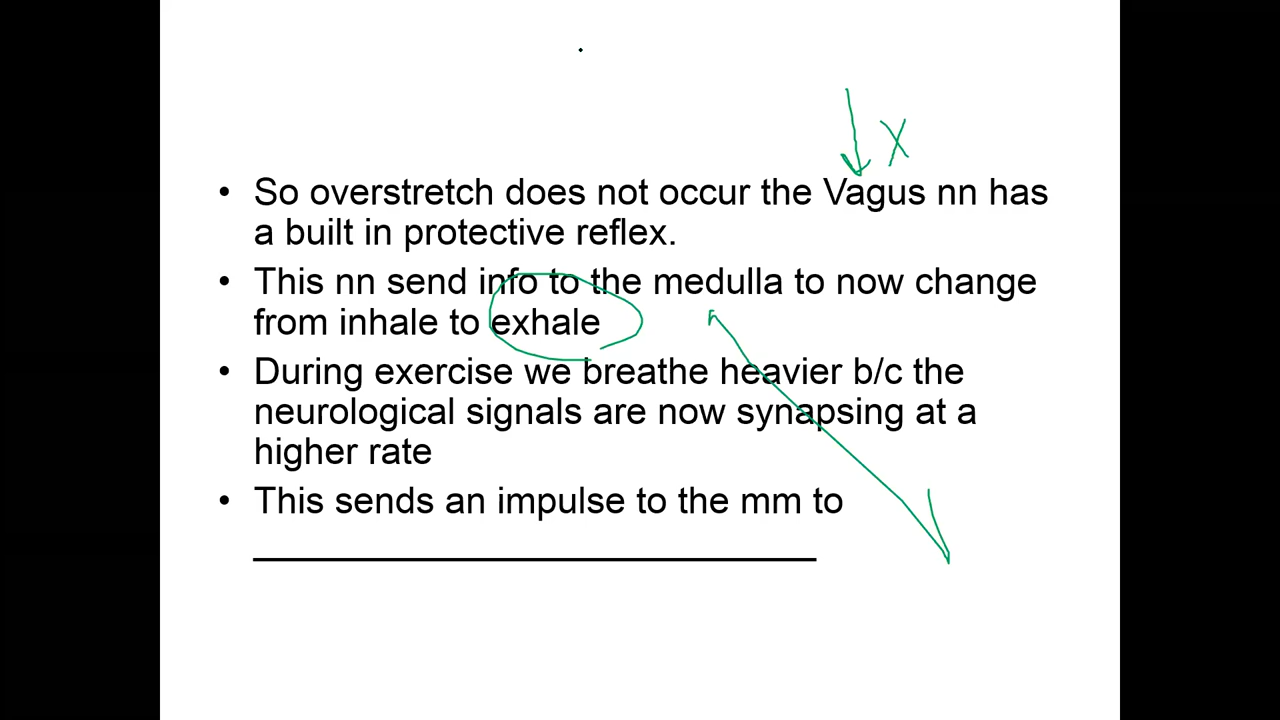 X
• So overstretch does not occur the Vagus nn has
a built in protective reflex.
• This nn send info to the medulla to now change
from inhale to exhale
• During exercise we breathe heavier b/c the
neurological signals are now synapsing at a
higher rate
• This sends an impulse to the mm to